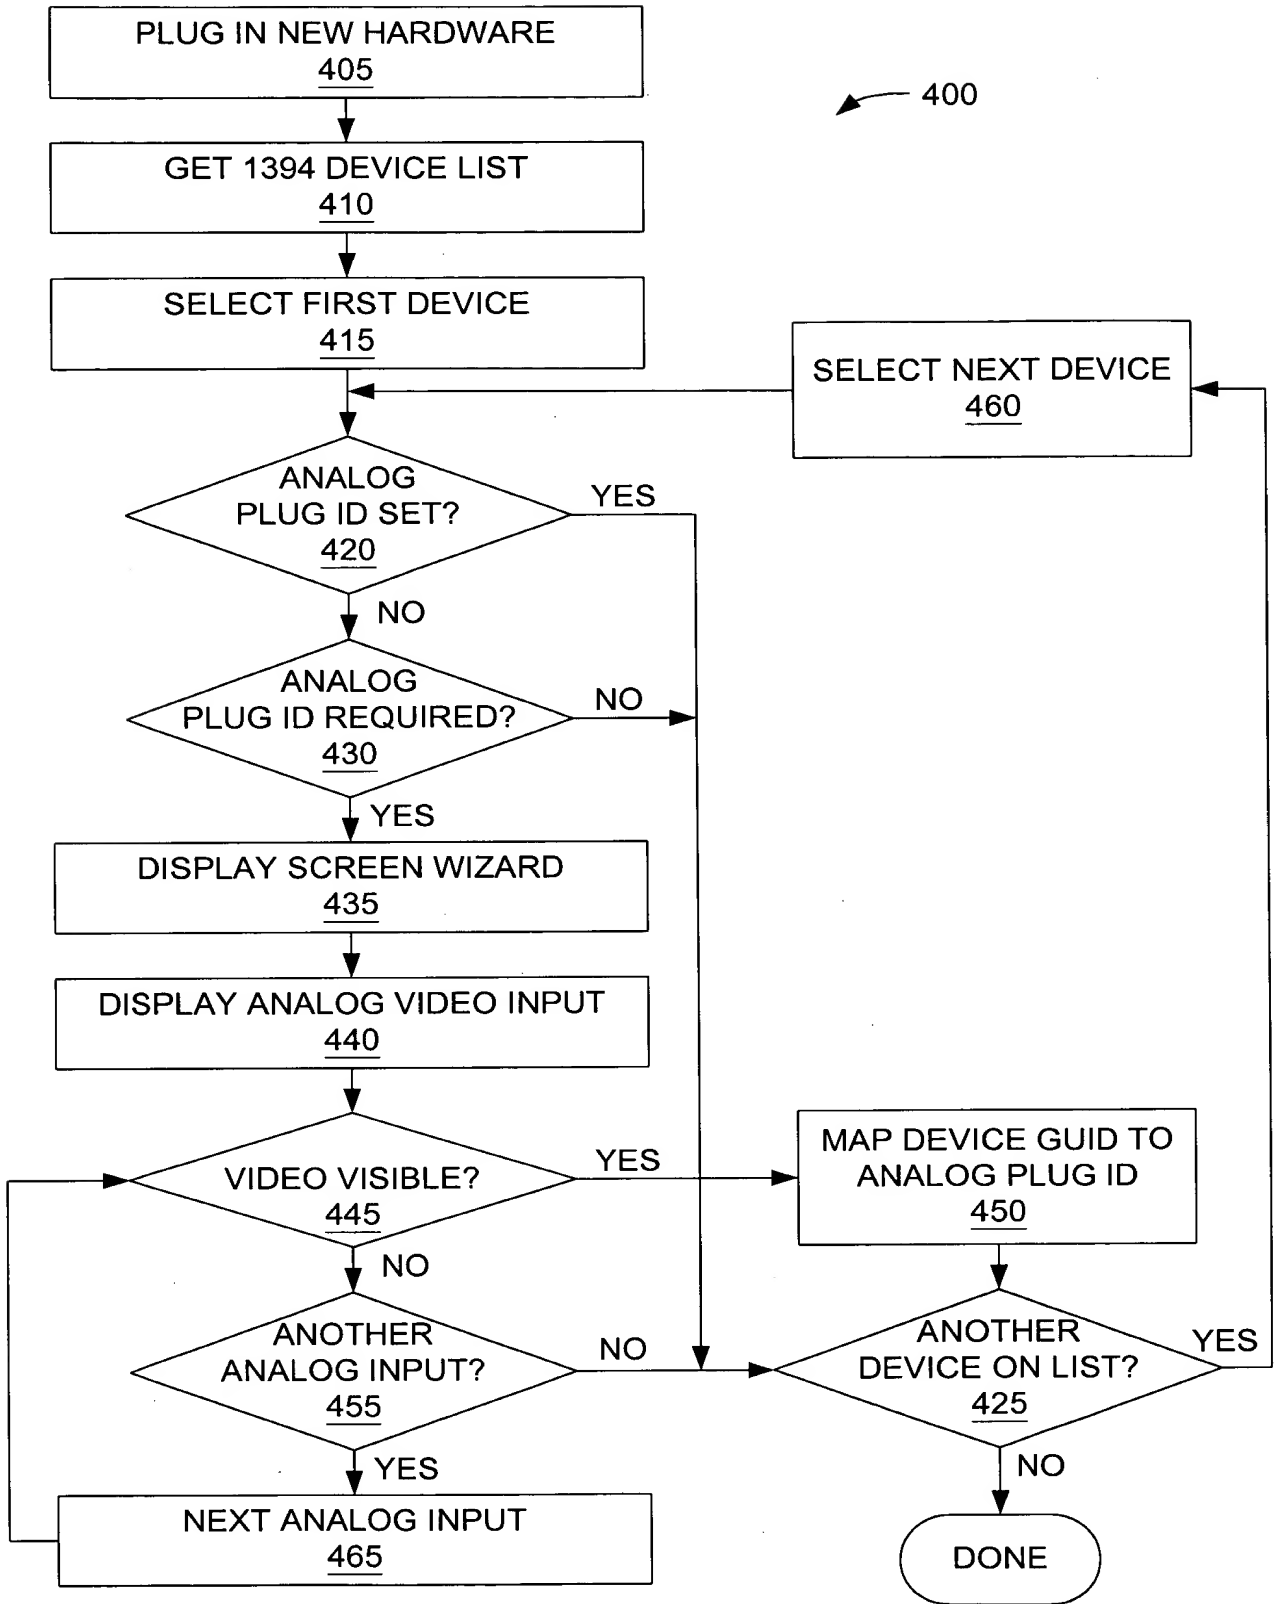 PLUG IN NEW HARDWARE
405
400
GET 1394 DEVICE LIST
410
SELECT FIRST DEVICE
415
SELECT NEXT DEVICE
460
ANALOG
PLUG ID SET?
420
YES
NO
ANALOG
PLUG ID REQUIRED?
430
NO
YES
DISPLAY SCREEN WIZARD
435
DISPLAY ANALOG VIDEO INPUT
440
VIDEO VISIBLE?
445
YES
MAP DEVICE GUID TO
ANALOG PLUG ID
450
NO
ANOTHER
ANALOG INPUT?
455
NO
ANOTHER
DEVICE ON LIST?
425
YES
YES
NO
NEXT ANALOG INPUT
465
DONE